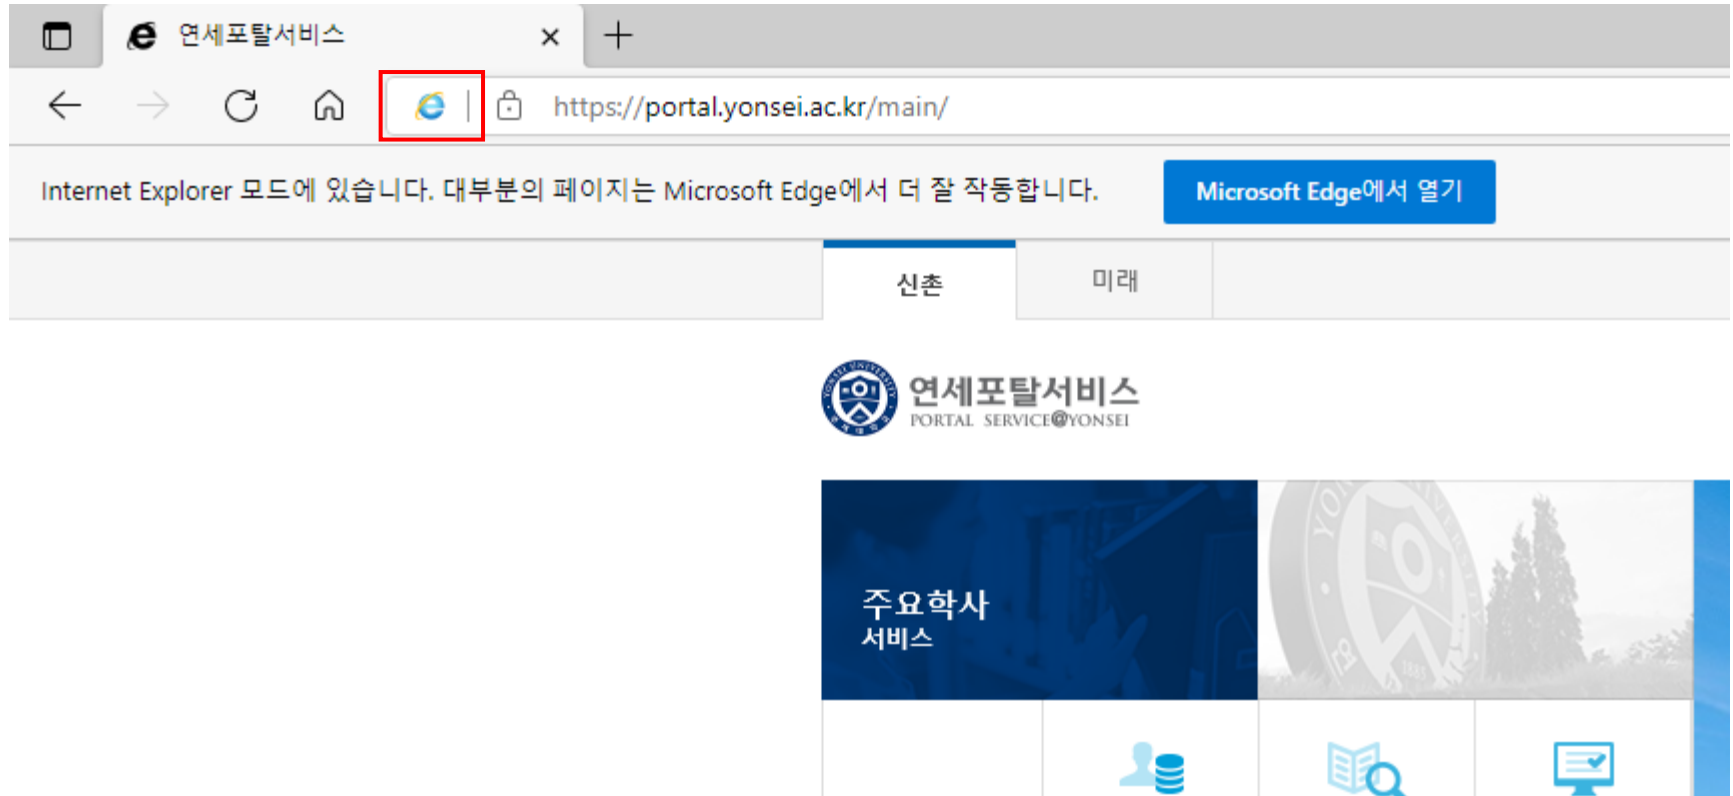 연세포탈서비스
https://portal.yonsei.ac.kr/main/
Internet Explorer 모드에 있습니다. 대부분의 페이지는 Microsoft Edge에서 더 잘 작동합니다.
Microsoft Edge에서 열기
신촌
미래
연세포탈서비스
PORTAL SERVICE@YONSEI
주요학사
서비스
1885